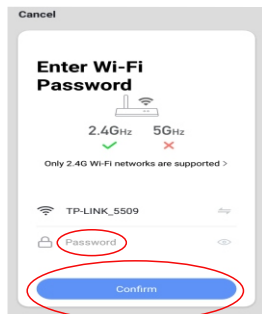 Cancel
Enter Wi-Fi
Password
2.4GHz 5GHz
Only 2.4G Wi-Fi networks are supported >
TP-LINK_5509
Password
Confirm